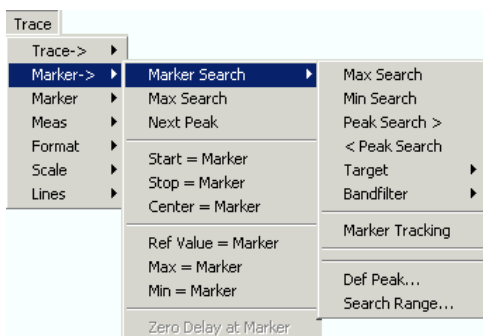 Trace
Trace->
Marker->
Marker
Meas
Format
Scale
Lines
Marker Search
Max Search
Next Peak
Start = Marker
Stop = Marker
Center = Marker
Ref Value = Marker
Max = Marker
Min = Marker
Zero Delay at Marker
Max Search
Min Search
Peak Search >
< Peak Search
Target
Bandfilter
Marker Tracking
Def Peak...
Search Range...